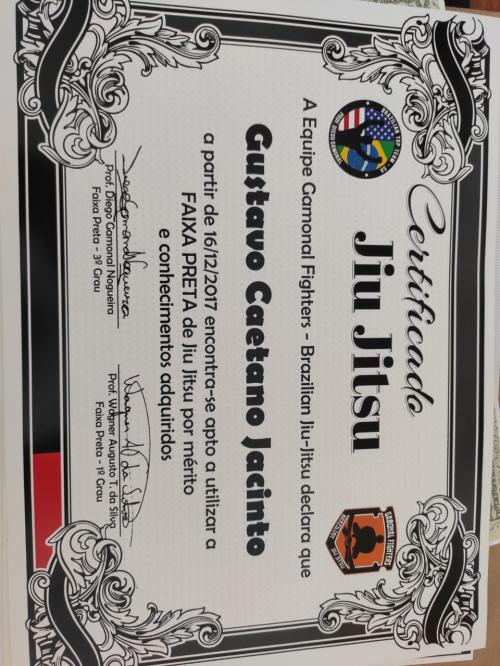 Certificado
Jiu Jitsu
GAMONAL FIGHTERS
A Equipe Gamonal Fighters - Brazilian Jiu-Jitsu declara que
Gustavo Caetano Jacinto
a partir de 16/12/2017 encontra-se apto a utilizar a
FAIXA PRETA de Jiu Jitsu por mérito
e conhecimentos adquiridos
Prof. Diego Gamonal Nogueira
Faixa Preta - 3º Grau
Prof. Wagner Augusto T. da Silva
Faixa Preta - 1º Grau